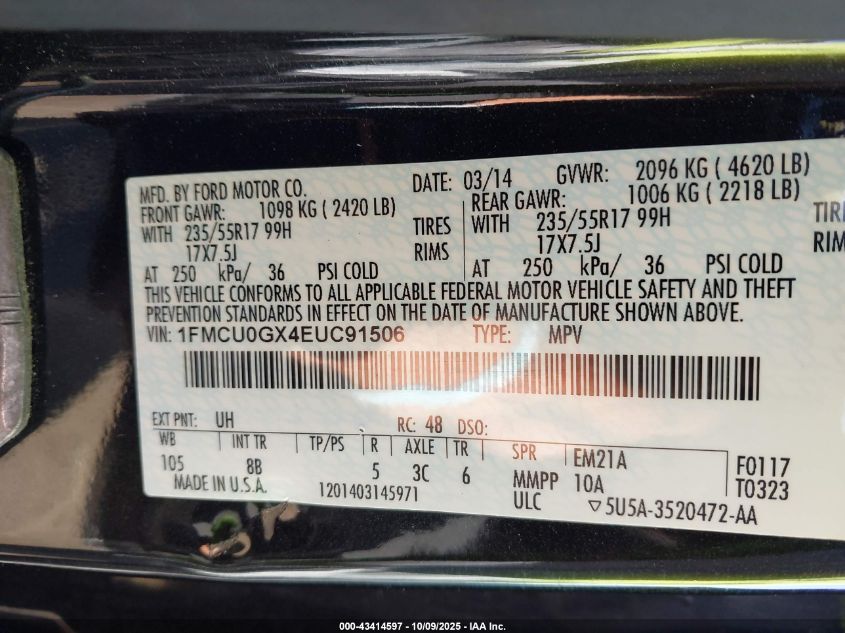 MFD. BY FORD MOTOR CO. DATE: 03/14 GVWR: 2096 KG ( 4620 LB)
FRONT GAWR: 1098 KG ( 2420 LB) REAR GAWR: 1006 KG ( 2218 LB)
WITH 235/55R17 99H TIRES WITH 235/55R17 99H TIRE
17X7.5J RIMS 17X7.5J RIM
AT 250 kPa/ 36 PSI COLD AT 250 kPa/ 36 PSI COLD
THIS VEHICLE CONFORMS TO ALL APPLICABLE FEDERAL MOTOR VEHICLE SAFETY AND THEFT
PREVENTION STANDARDS IN EFFECT ON THE DATE OF MANUFACTURE SHOWN ABOVE.
VIN: 1FMCU0GX4EUC91506 TYPE: MPV
EXT PNT: UH RC: 48 DSO:
WB INT TR TP/PS R AXLE TR SPR EM21A F0117
105 8B 5 3C 6 MMPP 10A T0323
MADE IN U.S.A. 1201403145971 ULC ▽5U5A-3520472-AA
000-43414597 - 10/09/2025 - IAA Inc.